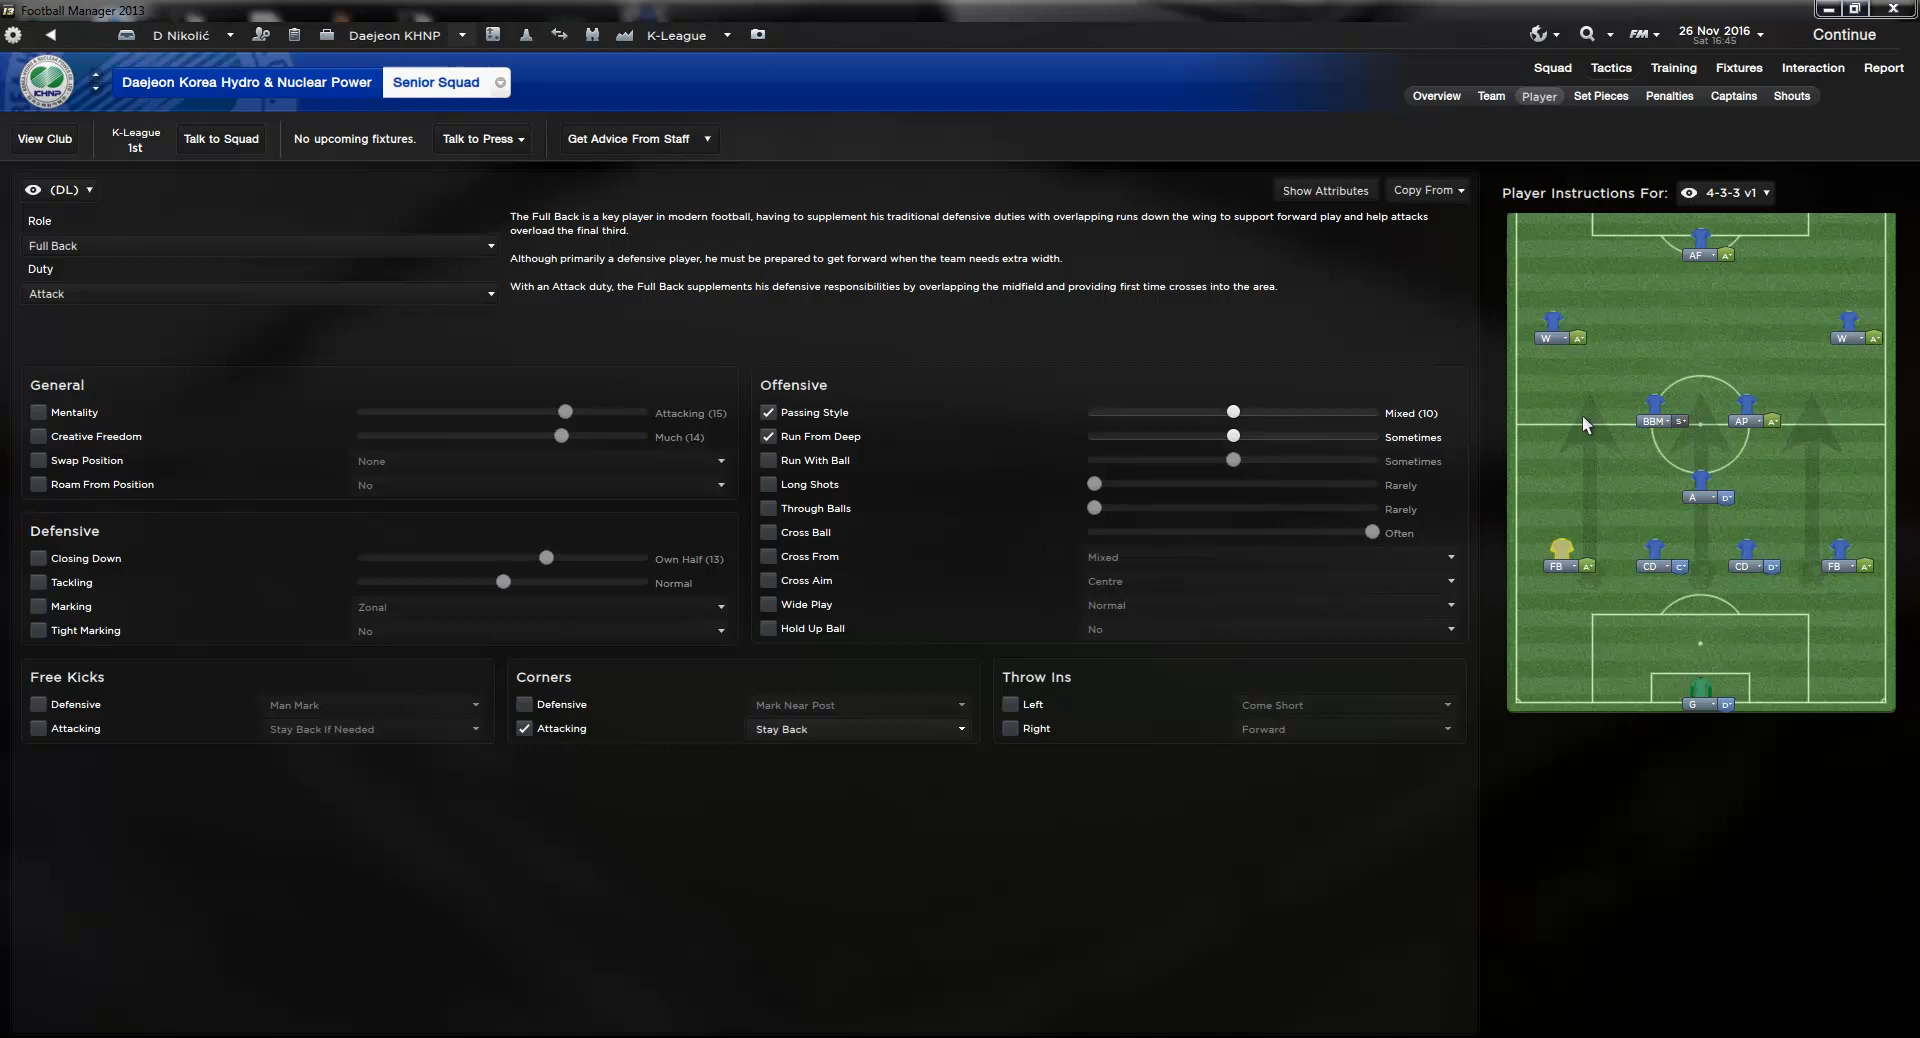 Football Manager 2013
D Nikolić
Daejeon KHNP
K-League
FM
26 Nov 2016
Sat 16:45
Continue
KHNP
Daejeon Korea Hydro & Nuclear Power
Senior Squad
Squad Tactics Training Fixtures Interaction Report
Overview Team Player Set Pieces Penalties Captains Shouts
View Club
K-League
1st
Talk to Squad
No upcoming fixtures.
Talk to Press
Get Advice From Staff
(DL)
Show Attributes
Copy From
Player Instructions For: 4-3-3 v1
Role
Full Back
Duty
Attack
The Full Back is a key player in modern football, having to supplement his traditional defensive duties with overlapping runs down the wing to support forward play and help attacks
overload the final third.
Although primarily a defensive player, he must be prepared to get forward when the team needs extra width.
With an Attack duty, the Full Back supplements his defensive responsibilities by overlapping the midfield and providing first time crosses into the area.
General
Mentality Attacking (15)
Creative Freedom Much (14)
Swap Position None
Roam From Position No
Defensive
Closing Down Own Half (13)
Tackling Normal
Marking Zonal
Tight Marking No
Offensive
Passing Style Mixed (10)
Run From Deep Sometimes
Run With Ball Sometimes
Long Shots Rarely
Through Balls Rarely
Cross Ball Often
Cross From Mixed
Cross Aim Centre
Wide Play Normal
Hold Up Ball No
Free Kicks
Defensive Man Mark
Attacking Stay Back If Needed
Corners
Defensive Mark Near Post
Attacking Stay Back
Throw Ins
Left Come Short
Right Forward
AF A
W A W A
BBM S AP A
A D
FB A CD C CD D FB A
G D